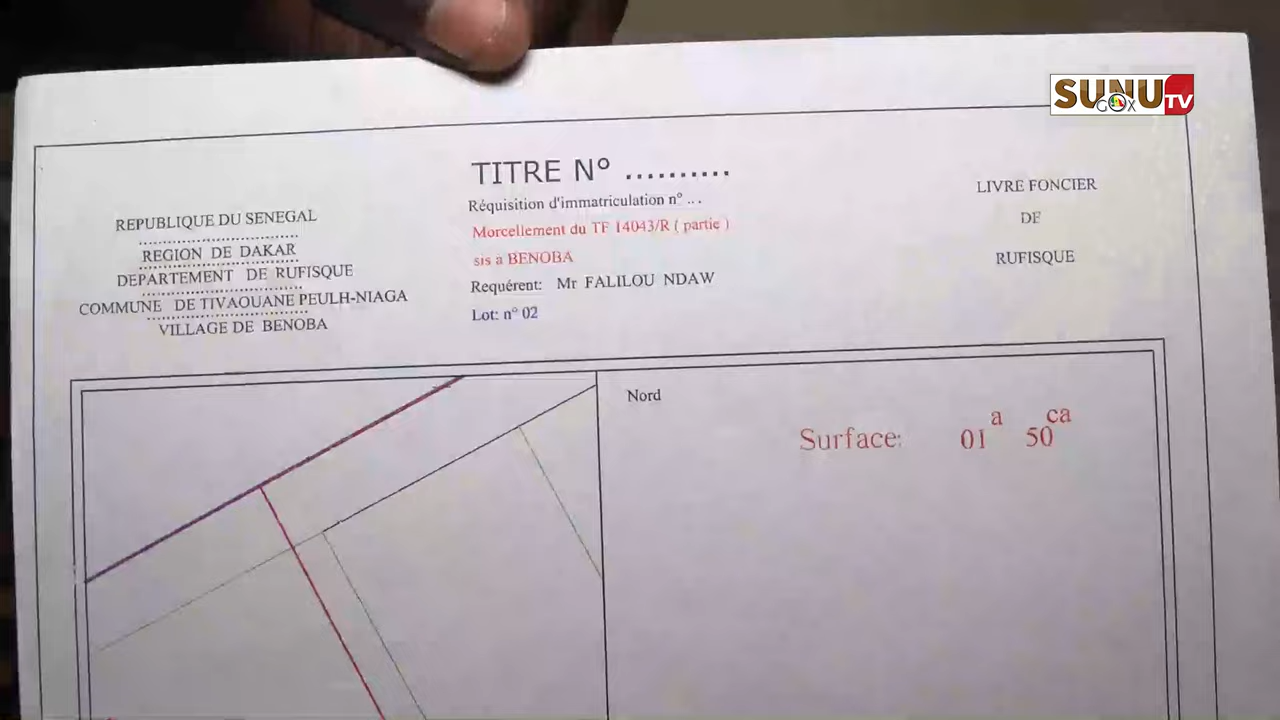 SUNU
GOX
TV
TITRE N° ..........
Réquisition d'immatriculation n° ...
Morcellement du TF 14043/R ( partie )
sis à BENOBA
Requérent: Mr FALILOU NDAW
Lot: n° 02
REPUBLIQUE DU SENEGAL
REGION DE DAKAR
DEPARTEMENT DE RUFISQUE
COMMUNE DE TIVAOUANE PEULH-NIAGA
VILLAGE DE BENOBA
LIVRE FONCIER
DE
RUFISQUE
Nord
Surface: 01 a 50 ca